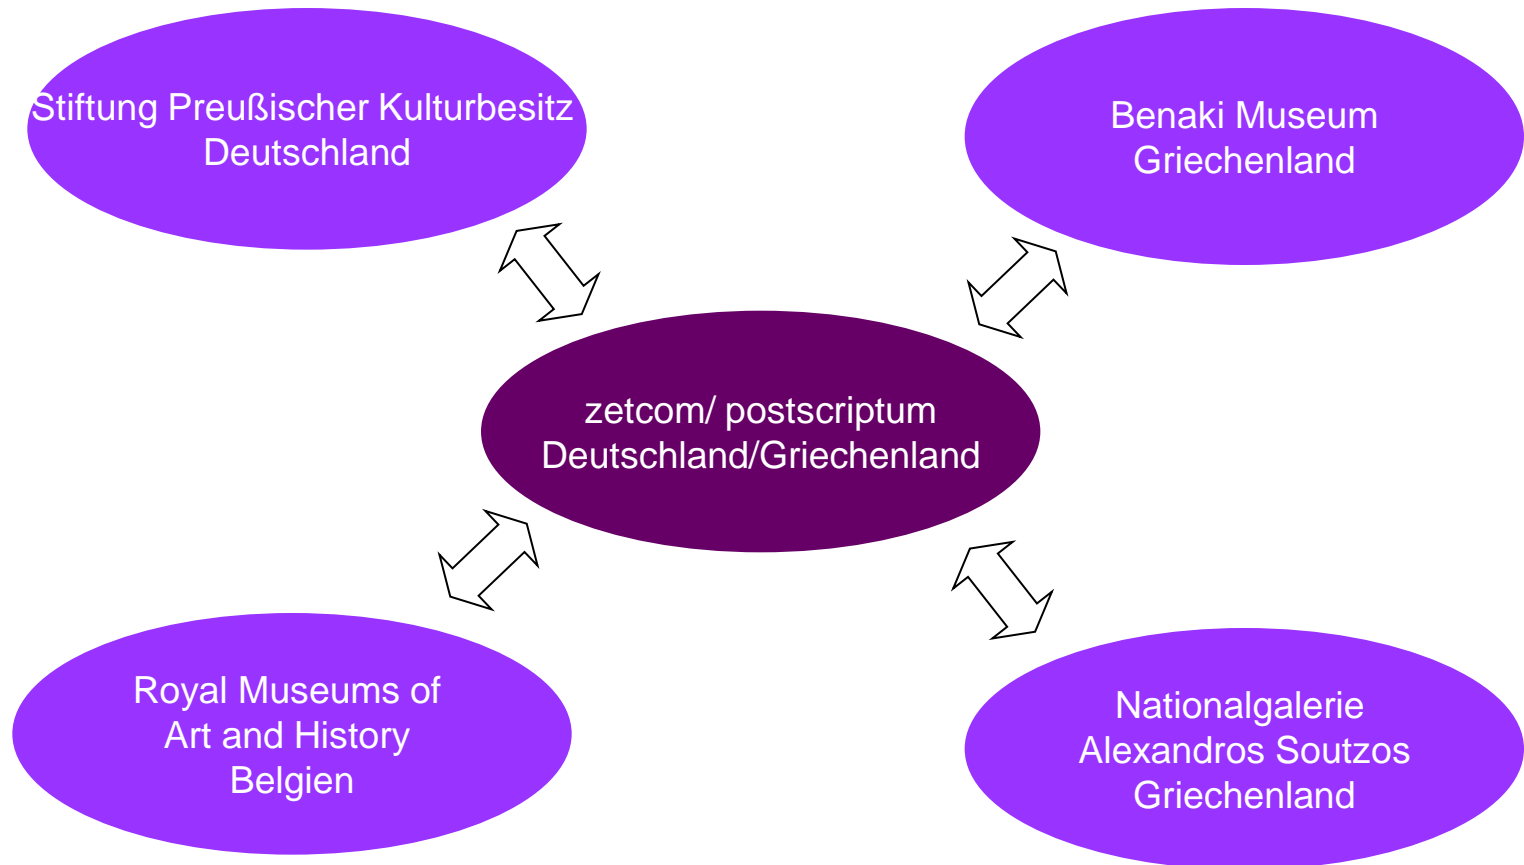 Stiftung Preußischer Kulturbesitz
Deutschland
Benaki Museum
Griechenland
zetcom/ postscriptum
Deutschland/Griechenland
Royal Museums of
Art and History
Belgien
Nationalgalerie
Alexandros Soutzos
Griechenland